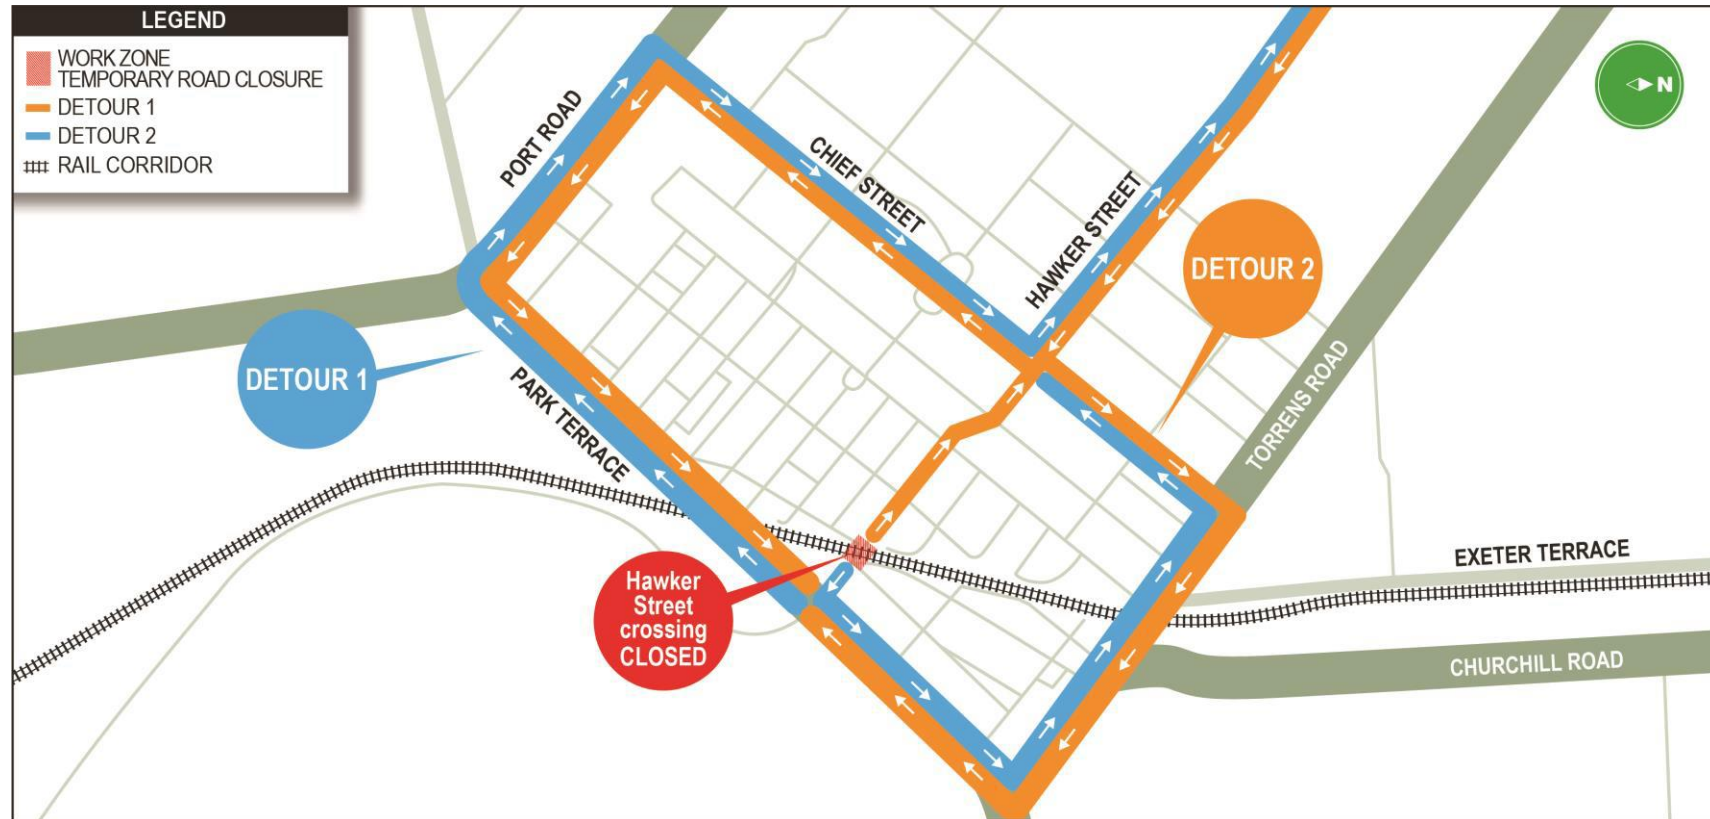 LEGEND
WORK ZONE
TEMPORARY ROAD CLOSURE
DETOUR 1
DETOUR 2
RAIL CORRIDOR
N
PORT ROAD
CHIEF STREET
HAWKER STREET
DETOUR 2
DETOUR 1
PARK TERRACE
TORRENS ROAD
EXETER TERRACE
Hawker
Street
crossing
CLOSED
CHURCHILL ROAD